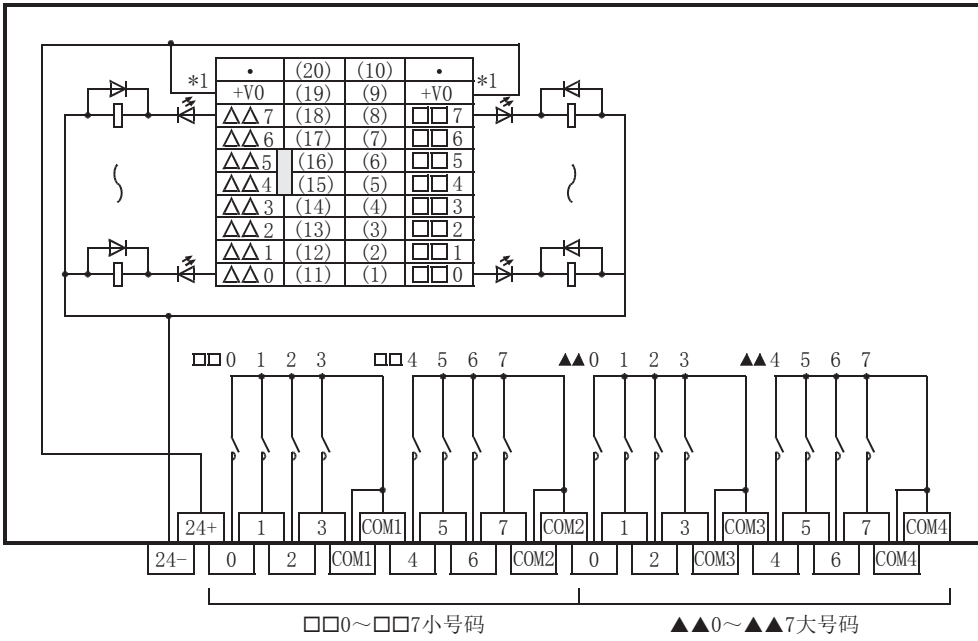 • (20) (10) •
*1 +V0 (19) (9) +V0 *1
△△7 (18) (8) □□7
△△6 (17) (7) □□6
△△5 (16) (6) □□5
△△4 (15) (5) □□4
△△3 (14) (4) □□3
△△2 (13) (3) □□2
△△1 (12) (2) □□1
△△0 (11) (1) □□0
□□0 1 2 3 □□4 5 6 7 ▲▲0 1 2 3 ▲▲4 5 6 7
24+ 1 3 COM1 5 7 COM2 1 3 COM3 5 7 COM4
24- 0 2 COM1 4 6 COM2 0 2 COM3 4 6 COM4
□□0～□□7小号码 ▲▲0～▲▲7大号码